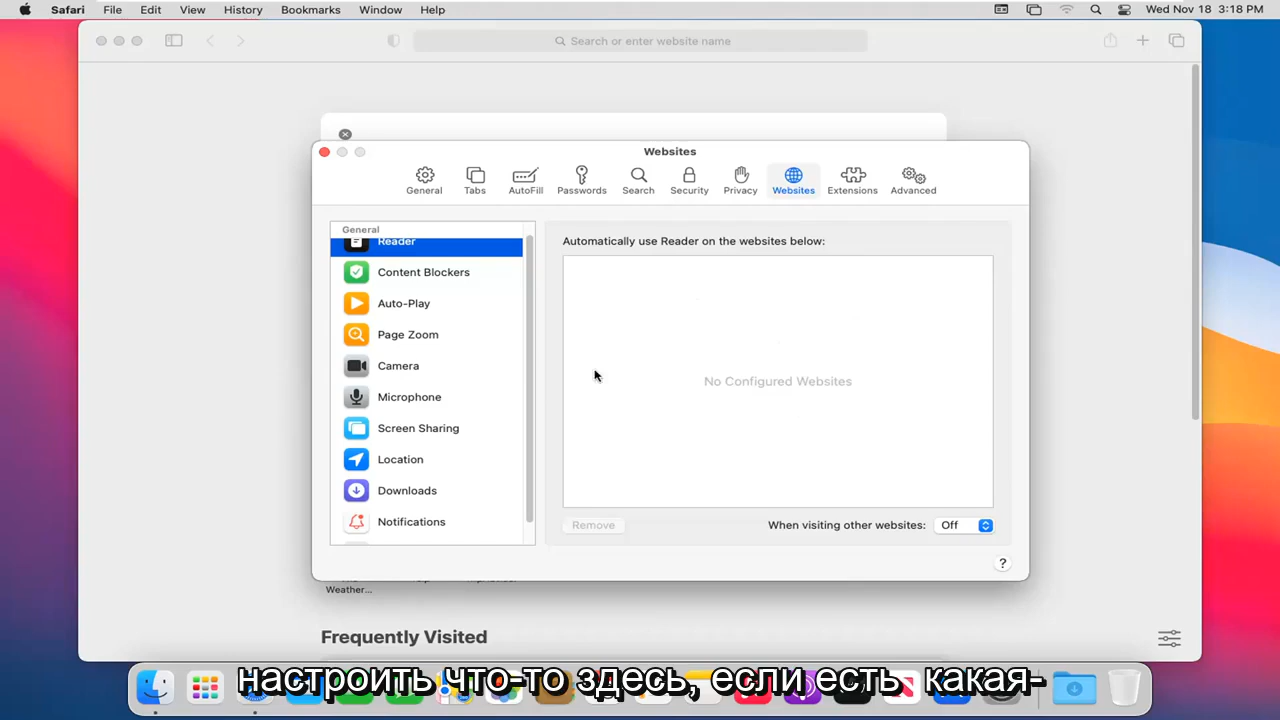 Safari File Edit View History Bookmarks Window Help Wed Nov 18 3:18 PM
Search or enter website name
Websites
General Tabs AutoFill Passwords Search Security Privacy Websites Extensions Advanced
General
Reader
Content Blockers
Auto-Play
Page Zoom
Camera
Microphone
Screen Sharing
Location
Downloads
Notifications
Automatically use Reader on the websites below:
No Configured Websites
Remove When visiting other websites: Off
?
Weather...
Frequently Visited
настроить что-то здесь, если есть какая-